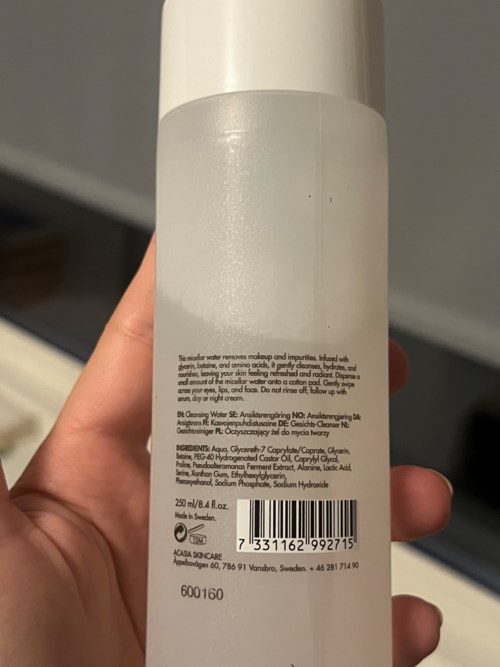 This micellar water removes makeup and impurities. Infused with
glycerin, betaine, and amino acids, it gently cleanses, hydrates, and
nourishes, leaving your skin feeling refreshed and radiant. Dispense a
small amount of the micellar water onto a cotton pad. Gently swipe
across your eyes, lips, and face. Do not rinse off; follow up with
serum, day or night cream.
EN: Cleansing Water SE: Ansiktsrengöring NO: Ansiktsrengjøring DA:
Ansigtsrens FI: Kasvojenpuhdistusaine DE: Gesichts-Cleanser NL:
Gezichtsreiniger PL: Oczyszczający żel do mycia twarzy
INGREDIENTS: Aqua, Glycereth-7 Caprylate/Caprate, Glycerin,
Betaine, PEG-40 Hydrogenated Castor Oil, Caprylyl Glycol,
Proline, Pseudoalteromonas Ferment Extract, Alanine, Lactic Acid,
Serine, Xanthan Gum, Ethylhexylglycerin,
Phenoxyethanol, Sodium Phosphate, Sodium Hydroxide
250 ml/8.4 fl.oz.
Made in Sweden.
12M
7 331162 992715
ACASIA SKINCARE
Appelbovägen 60, 786 91 Vansbro, Sweden. + 46 281 714 90
600160